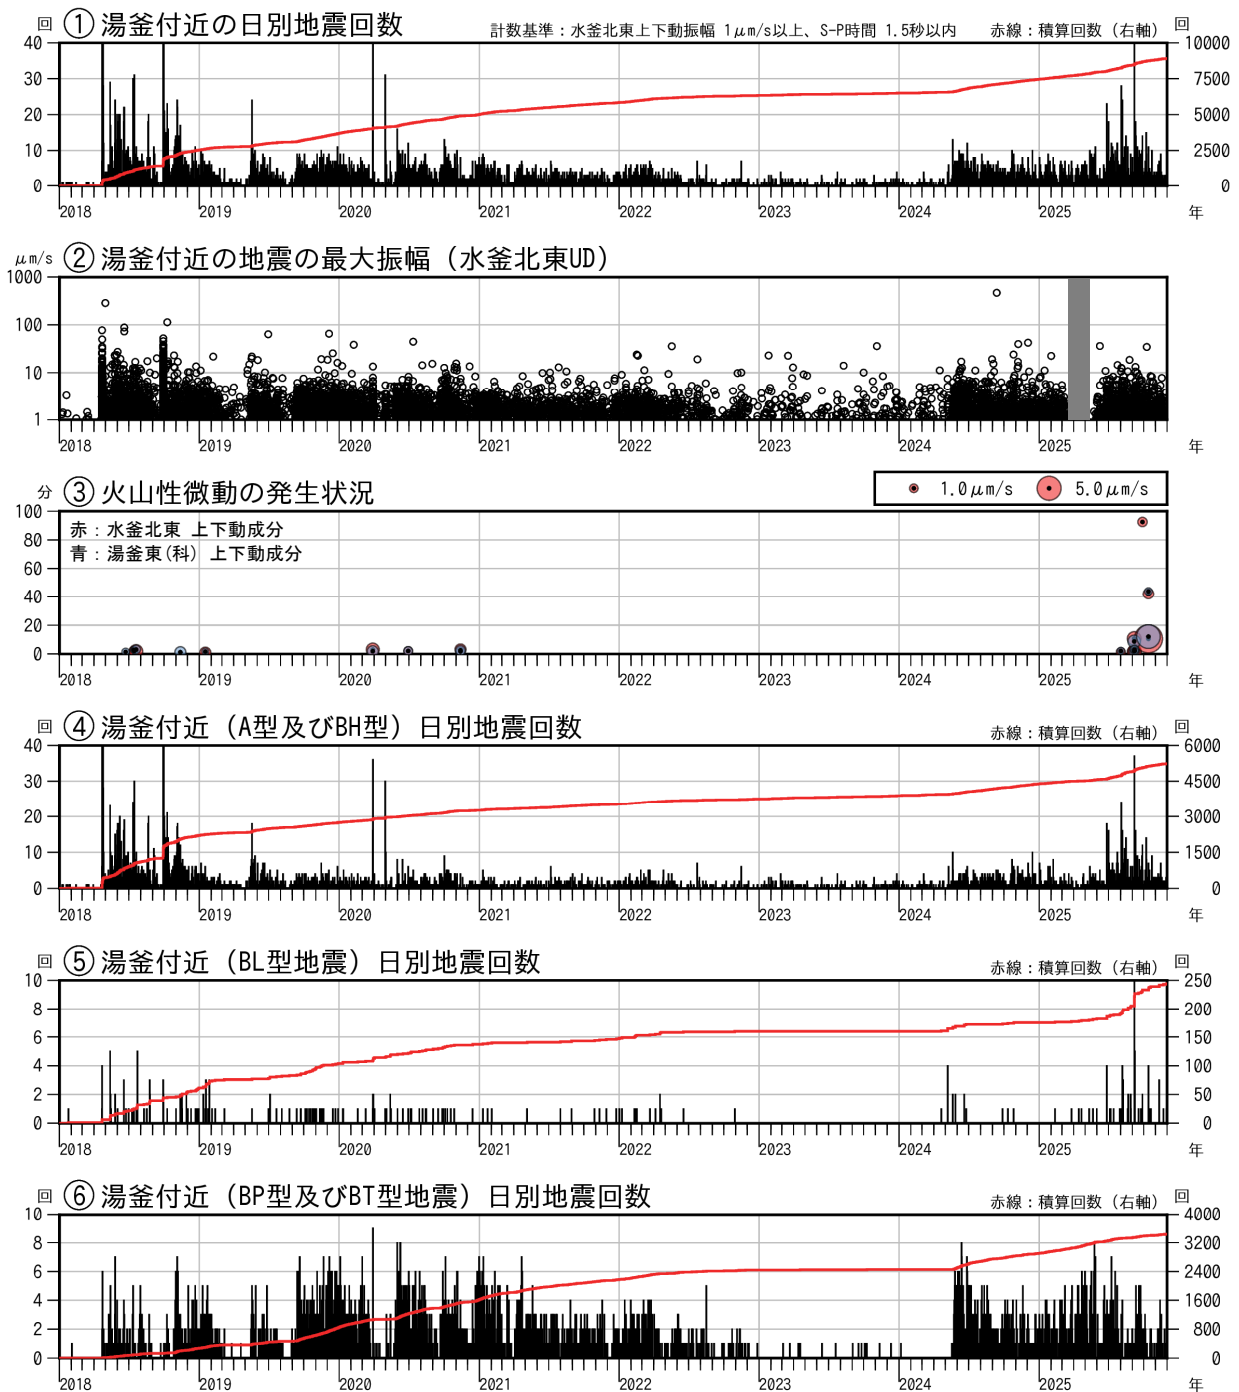 回 ①湯釜付近の日別地震回数 計数基準：水釜北東上下動振幅 1μm/s以上、S-P時間 1.5秒以内 赤線：積算回数（右軸） 回
40 10000
30 7500
20 5000
10 2500
0 0
2018 2019 2020 2021 2022 2023 2024 2025 年
μm/s ②湯釜付近の地震の最大振幅（水釜北東UD）
1000
100
10
1
2018 2019 2020 2021 2022 2023 2024 2025 年
分 ③火山性微動の発生状況 1.0μm/s 5.0μm/s
100
赤：水釜北東 上下動成分
80
青：湯釜東(科) 上下動成分
60
40
20
0
2018 2019 2020 2021 2022 2023 2024 2025 年
回 ④湯釜付近（A型及びBH型）日別地震回数 赤線：積算回数（右軸） 回
40 6000
30 4500
20 3000
10 1500
0 0
2018 2019 2020 2021 2022 2023 2024 2025 年
回 ⑤湯釜付近（BL型地震）日別地震回数 赤線：積算回数（右軸） 回
10 250
8 200
6 150
4 100
2 50
0 0
2018 2019 2020 2021 2022 2023 2024 2025 年
回 ⑥湯釜付近（BP型及びBT型地震）日別地震回数 赤線：積算回数（右軸） 回
10 4000
8 3200
6 2400
4 1600
2 800
0 0
2018 2019 2020 2021 2022 2023 2024 2025 年